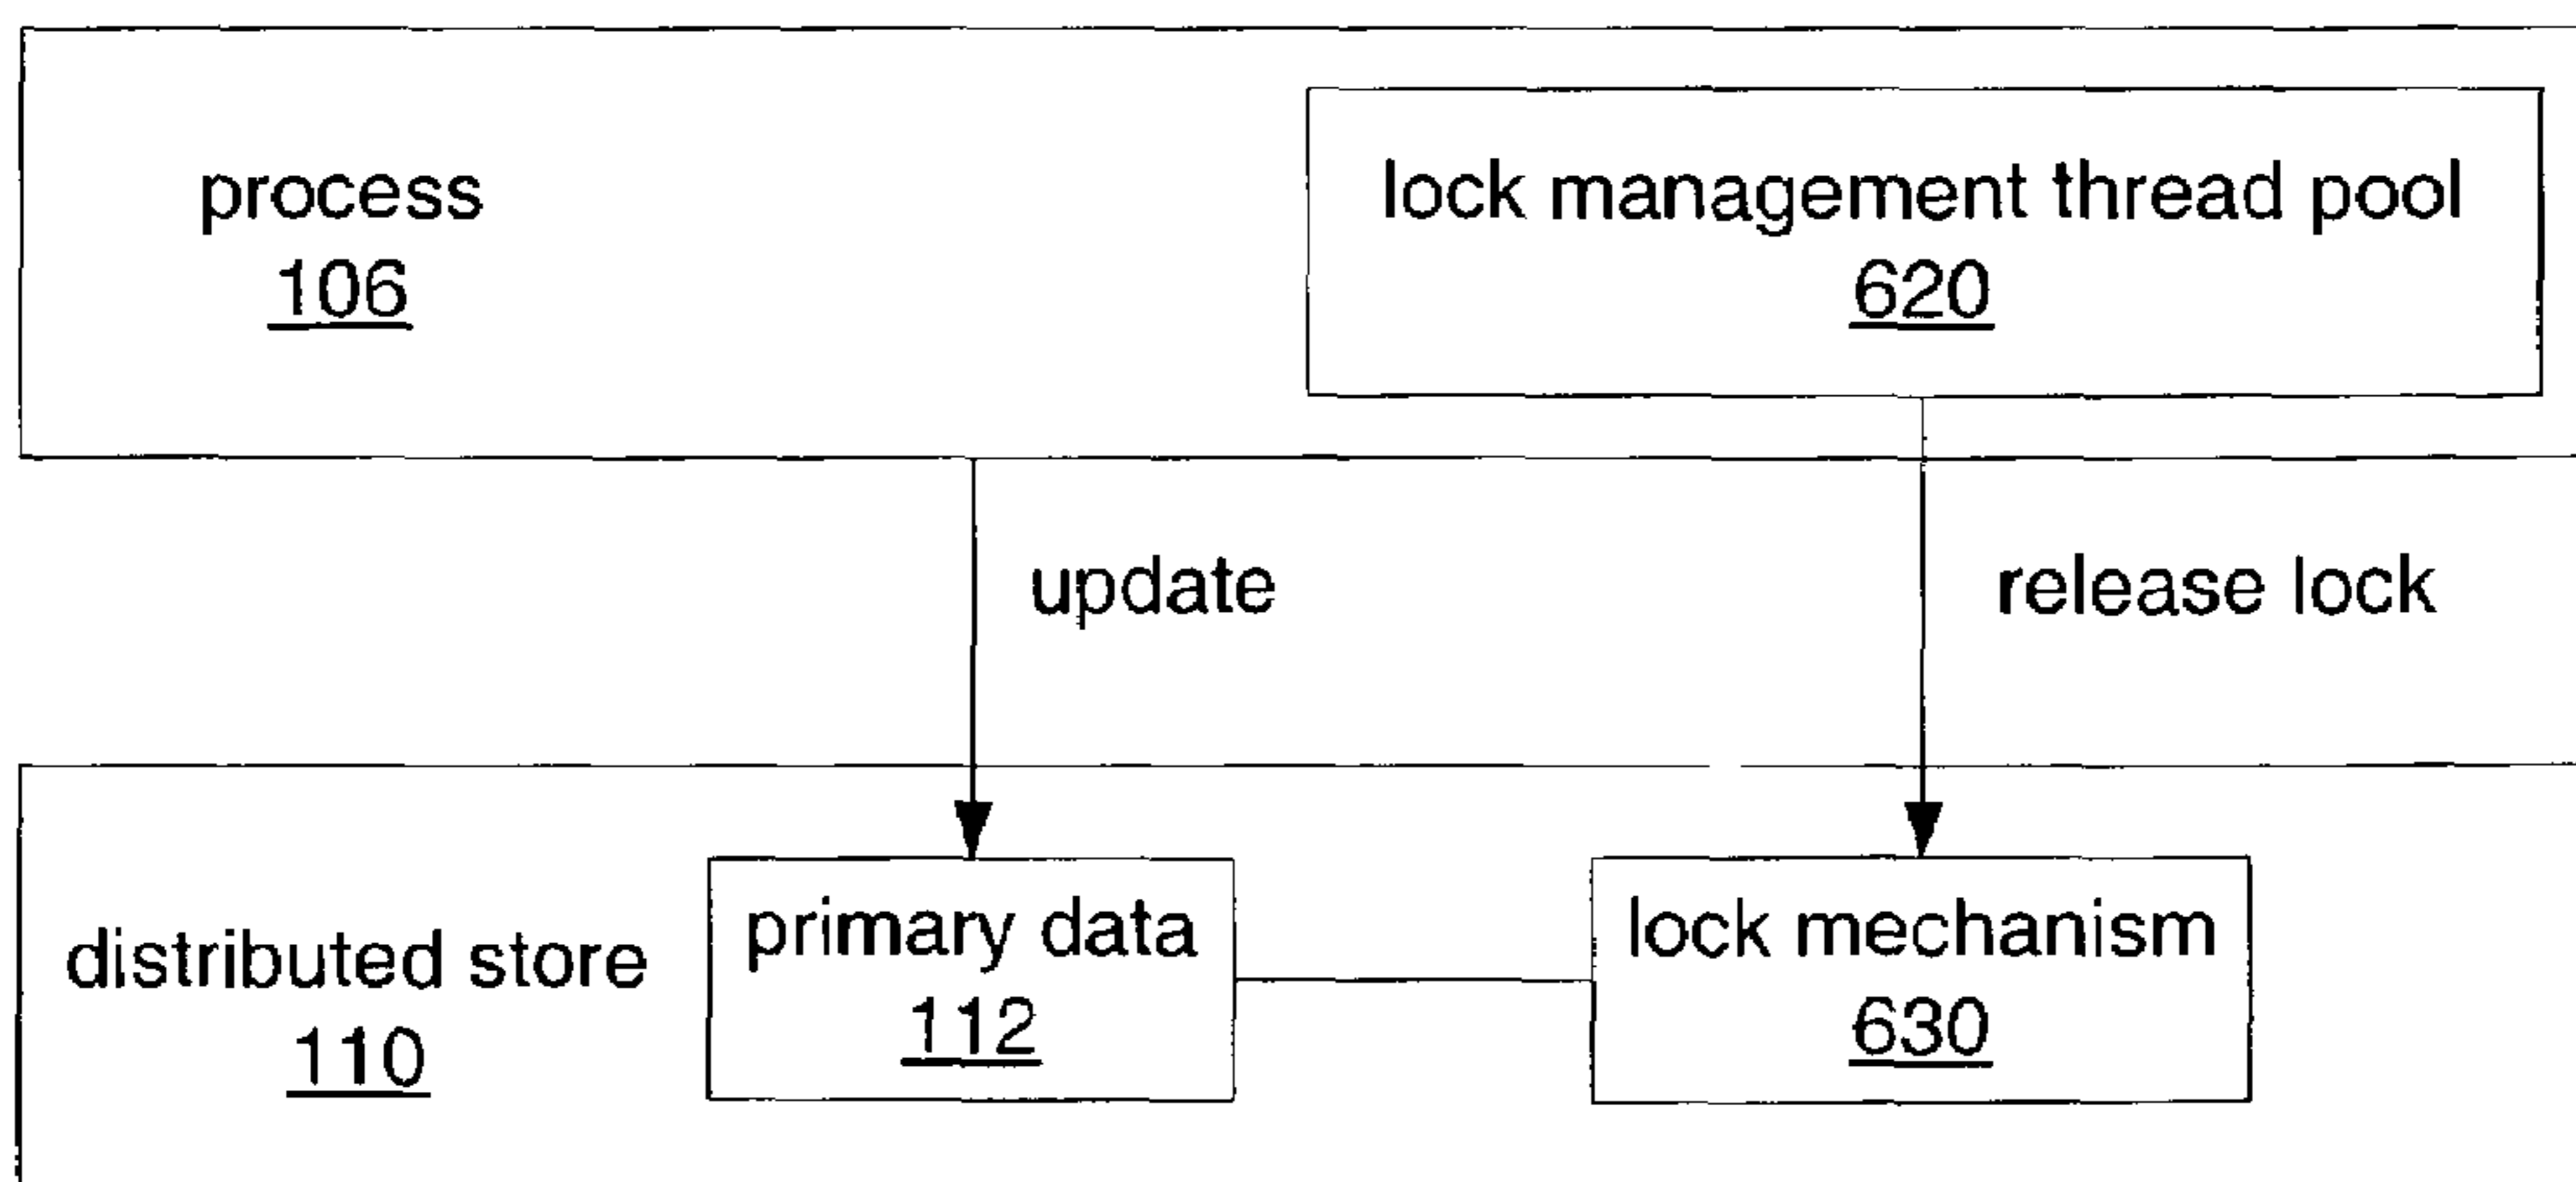 process
106
lock management thread pool
620
update
release lock
distributed store
110
primary data
112
lock mechanism
630